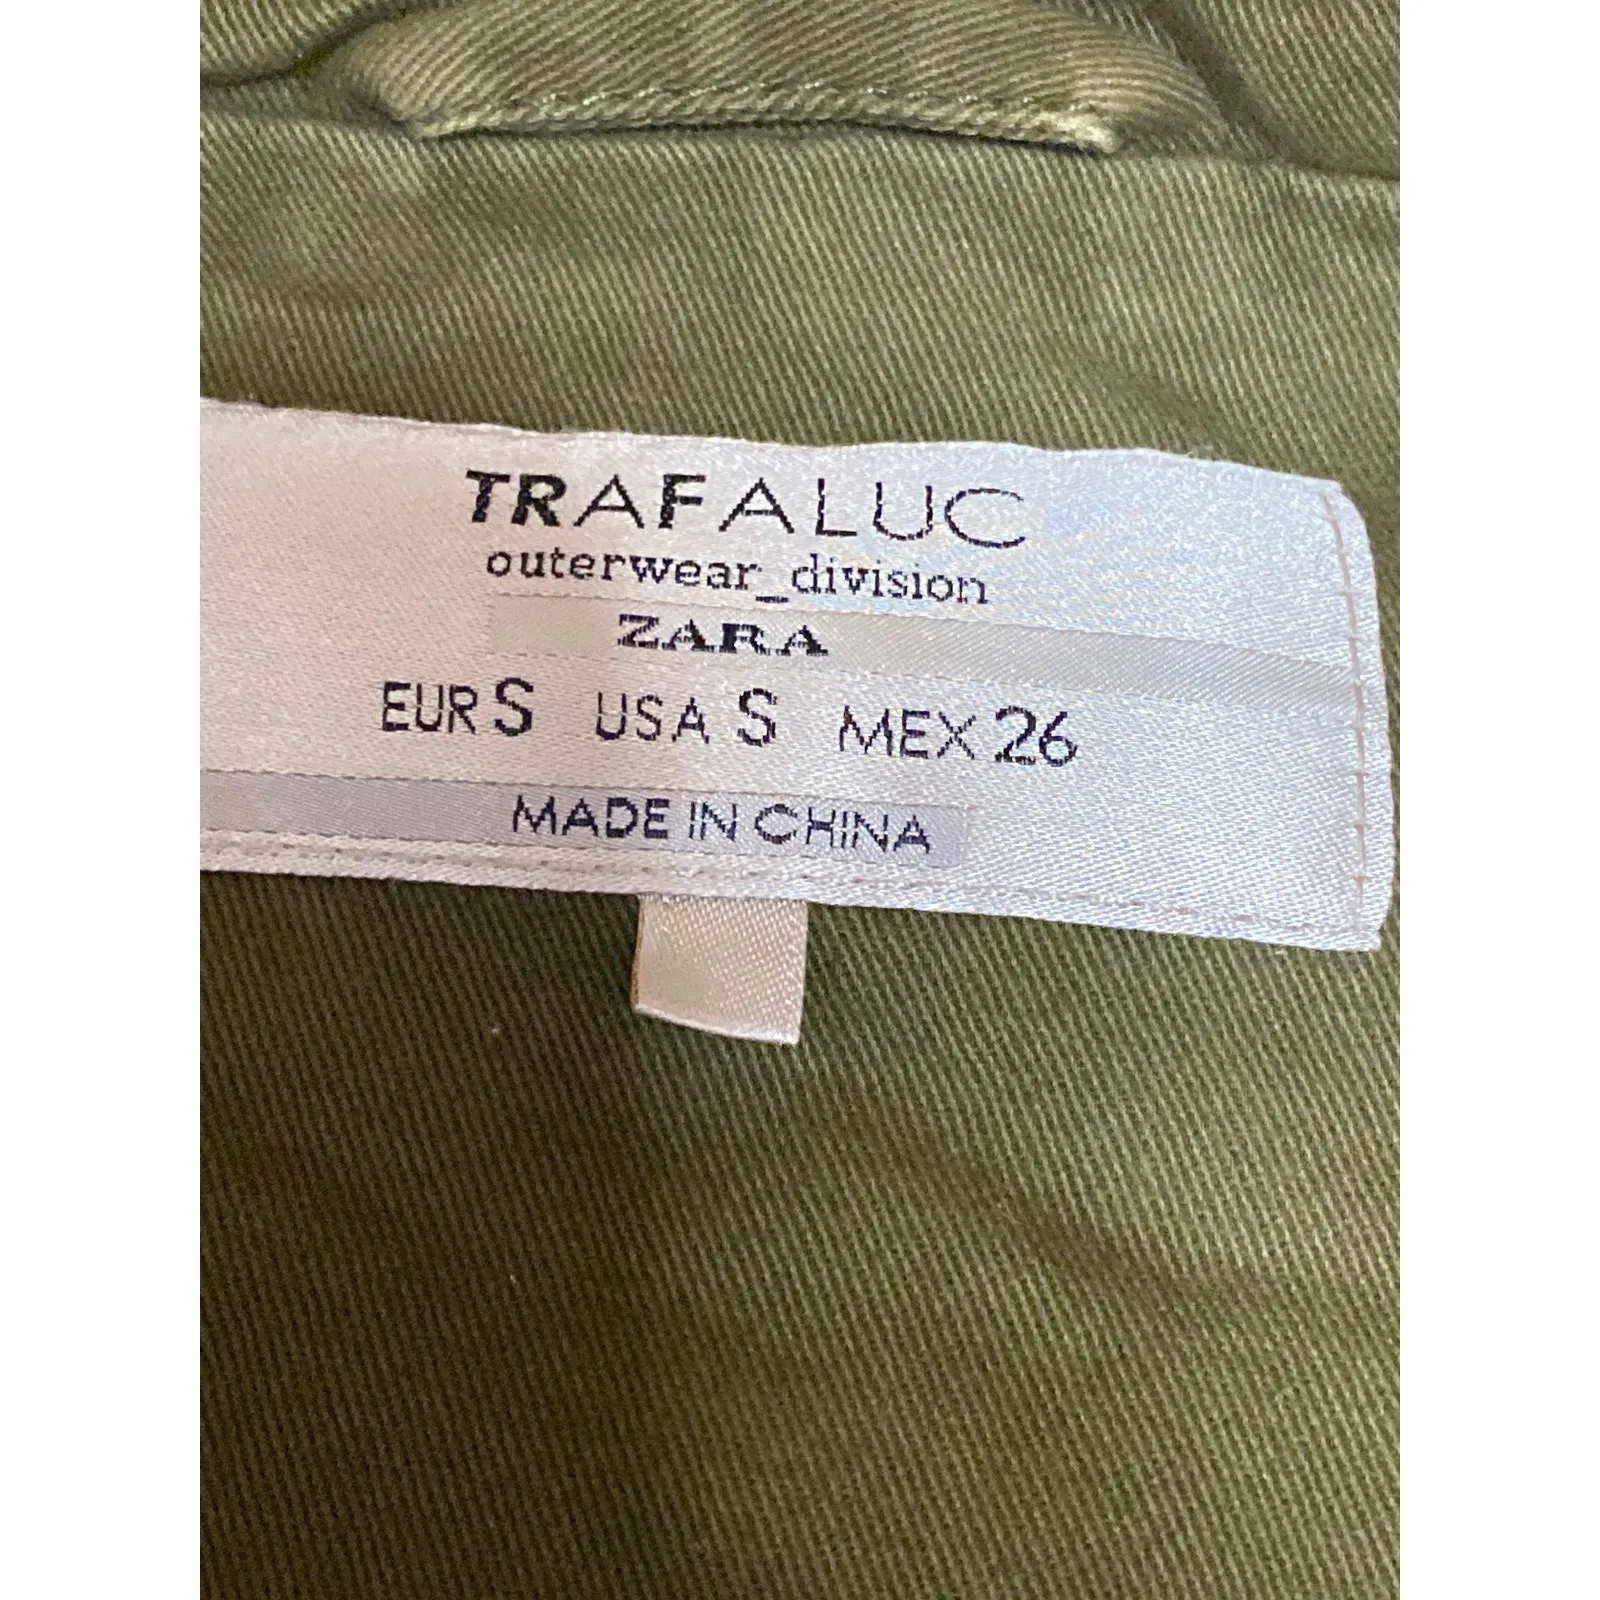 TRAFALUC
outerwear_division
ZARA
EUR S USA S MEX 26
MADE IN CHINA